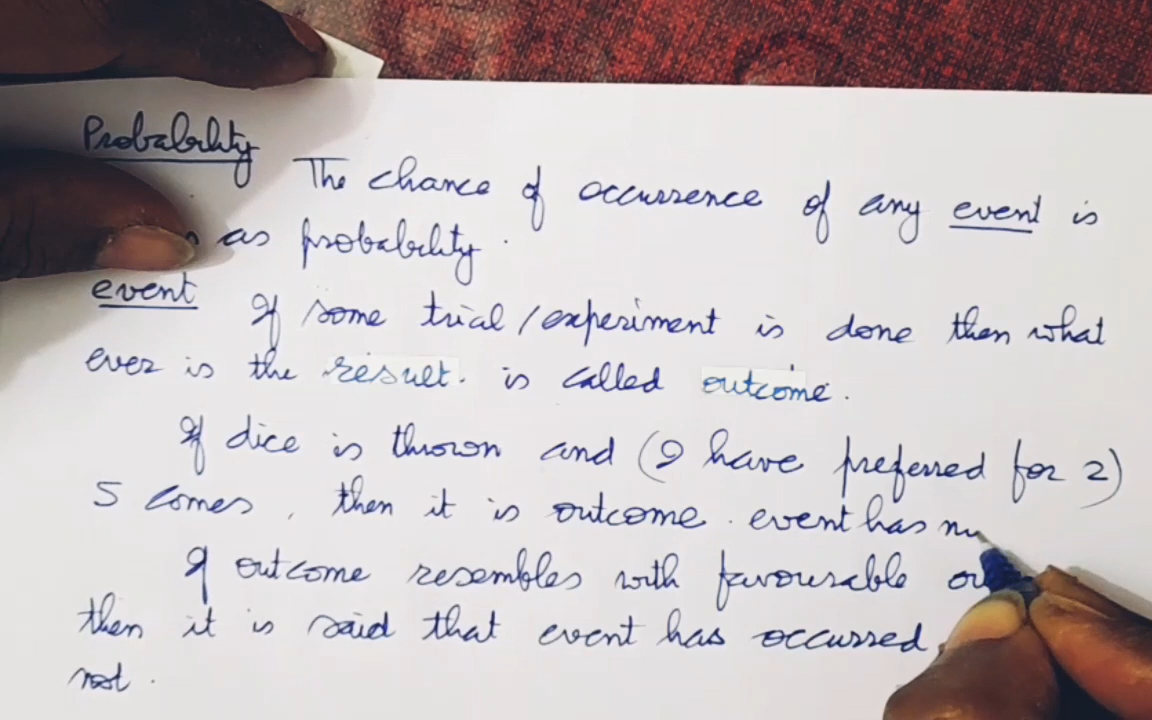 Probability The chance of occurrence of any event is
as probability.
event If some trial/experiment is done then what
ever is the result. is called outcome.
If dice is thrown and (I have preferred for 2)
5 comes, then it is outcome. event has
If outcome resembles with favourable
then it is said that event has occurred
not.